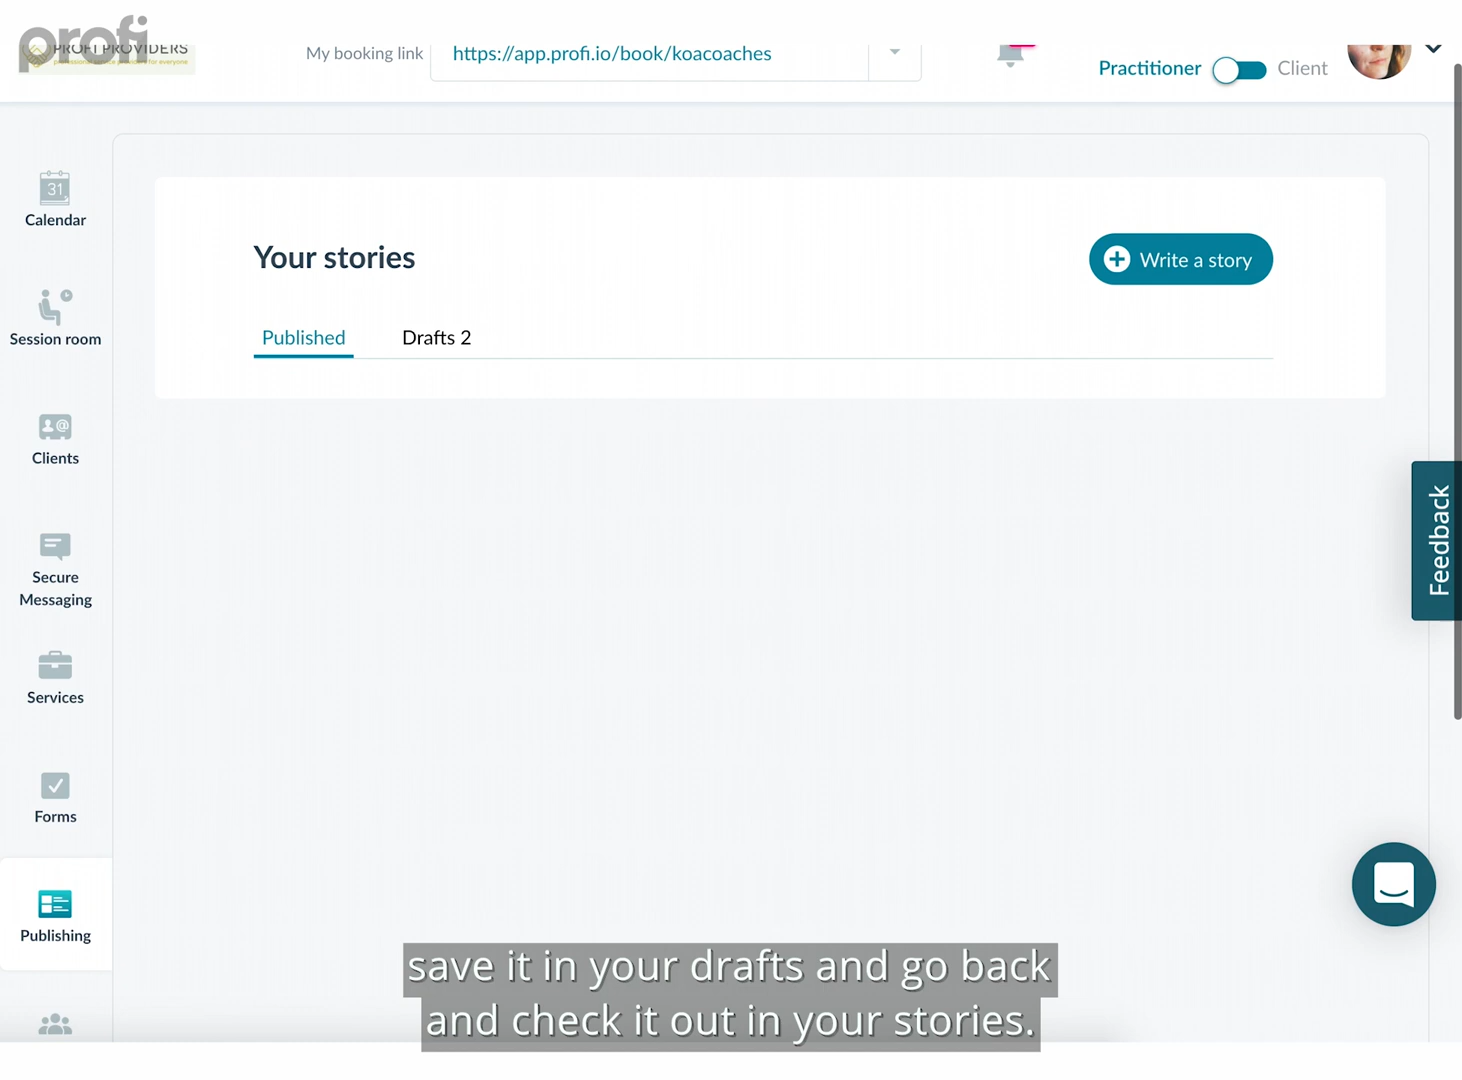 profi
PROFI PROVIDERS
My booking link
https://app.profi.io/book/koacoaches
Practitioner
Client
31
Calendar
Session room
Clients
Secure
Messaging
Services
Forms
Publishing
Your stories
Write a story
Published
Drafts 2
Feedback
save it in your drafts and go back
and check it out in your stories.